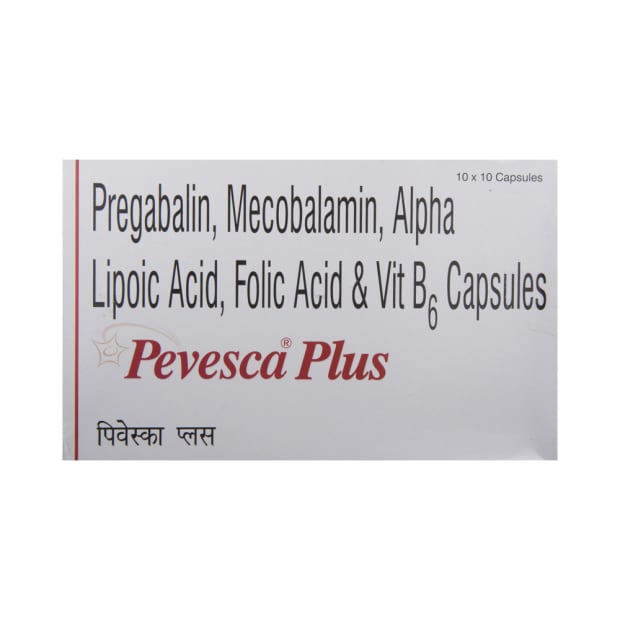 10 x 10 Capsules
Pregabalin, Mecobalamin, Alpha
Lipoic Acid, Folic Acid & Vit B₆ Capsules
Pevesca® Plus
पिवेस्का प्लस